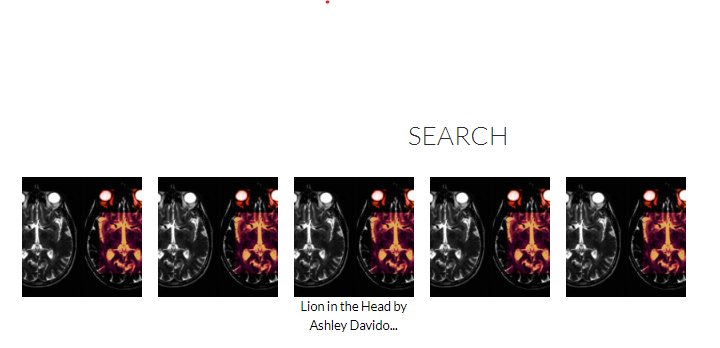 SEARCH
Lion in the Head by
Ashley Davido...